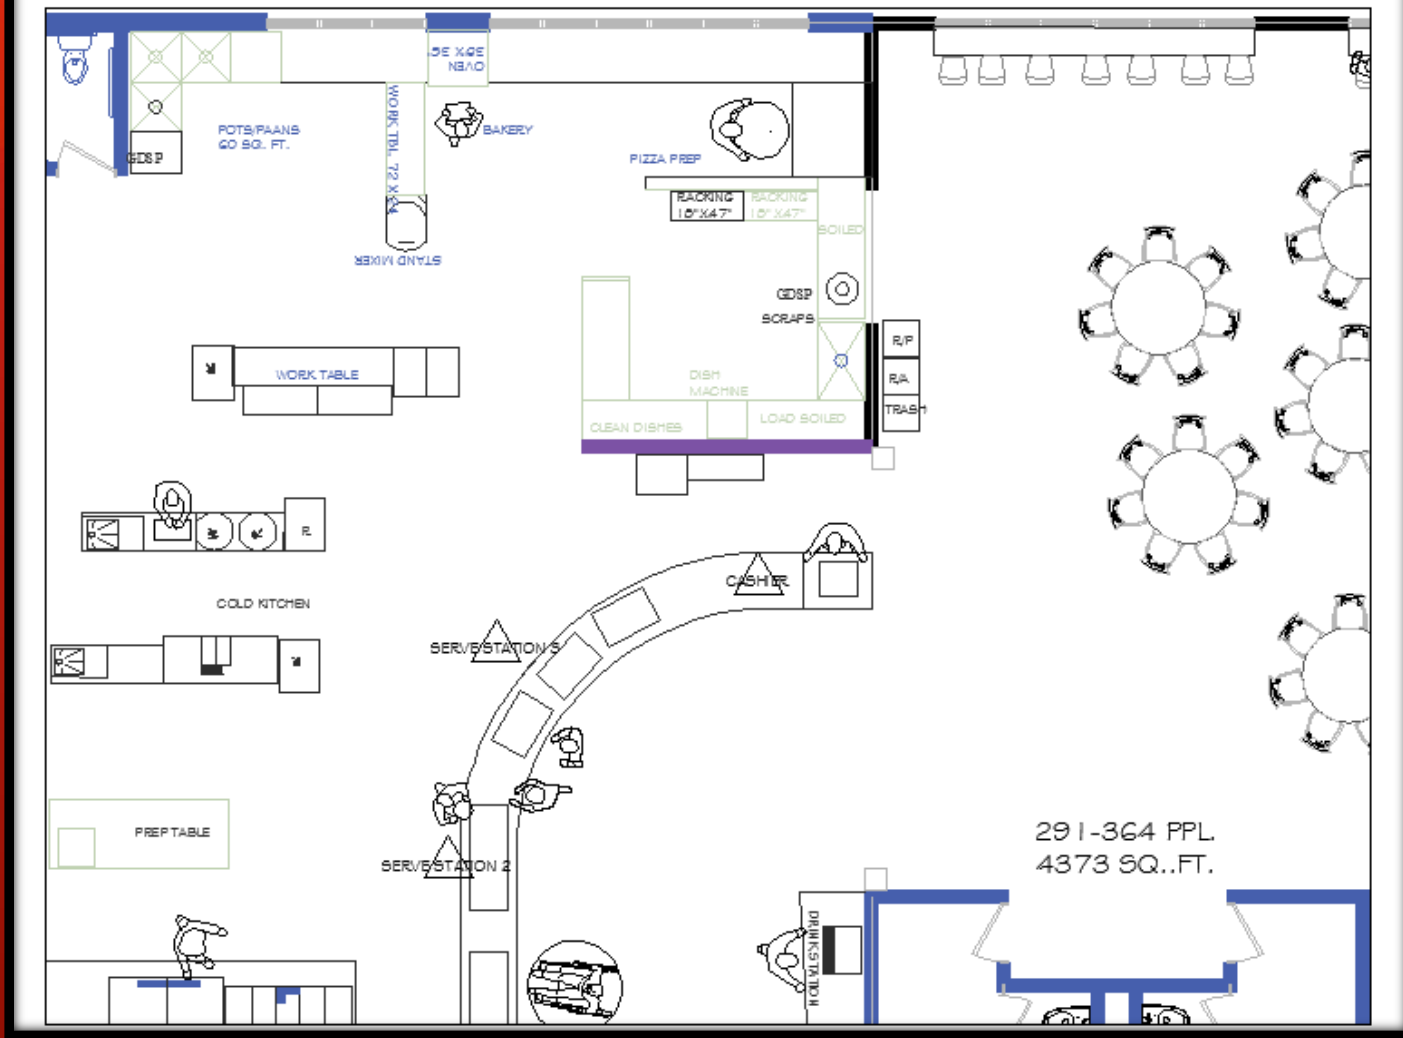 36 X 36"
OVEN
WORK TBL. 72 X 24
POTS/PAANS
60 SQ. FT.
BAKERY
GDSP
PIZZA PREP
RACKING
18"X47"
RACKING
18"X47"
SOILED
STAND MIXER
GDSP
SCRAPS
R/P
R/A
TRASH
WORK TABLE
DISH
MACHINE
CLEAN DISHES
LOAD SOILED
R
COLD KITCHEN
CASHIER
SERVE STATION 3
PREP TABLE
SERVE STATION 2
291-364 PPL.
4373 SQ..FT.
DRINK STATION